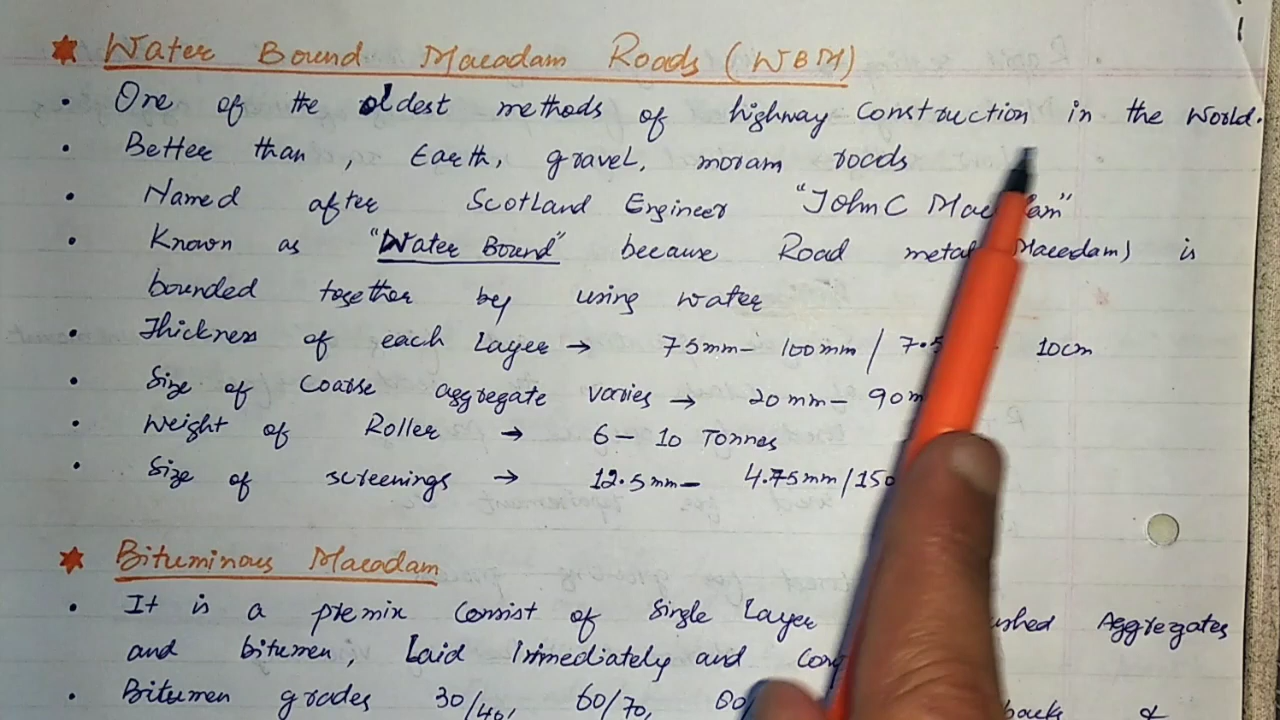 Water Bound Macadam Roads (WBM)
• One of the oldest methods of highway construction in the World.
• Better than, Earth, gravel, moram roads
• Named after Scotland Engineer "John C
• Known as "Water Bound" because Road metal Macedam) is
bounded together by using water
• Thickness of each Layer → 75mm- 100mm / 7.5 10cm
• Size of Coarse aggregate varies → 20mm- 90m
• Weight of Roller → 6- 10 Tonnes
• Size of screenings → 12.5mm- 4.75mm/150
Bituminous Macadam
• It is a premix consist of Single Layer Aggregates
and bitumen, Laid Immediately and
• Bitumen grades 30/40, 60/70, &